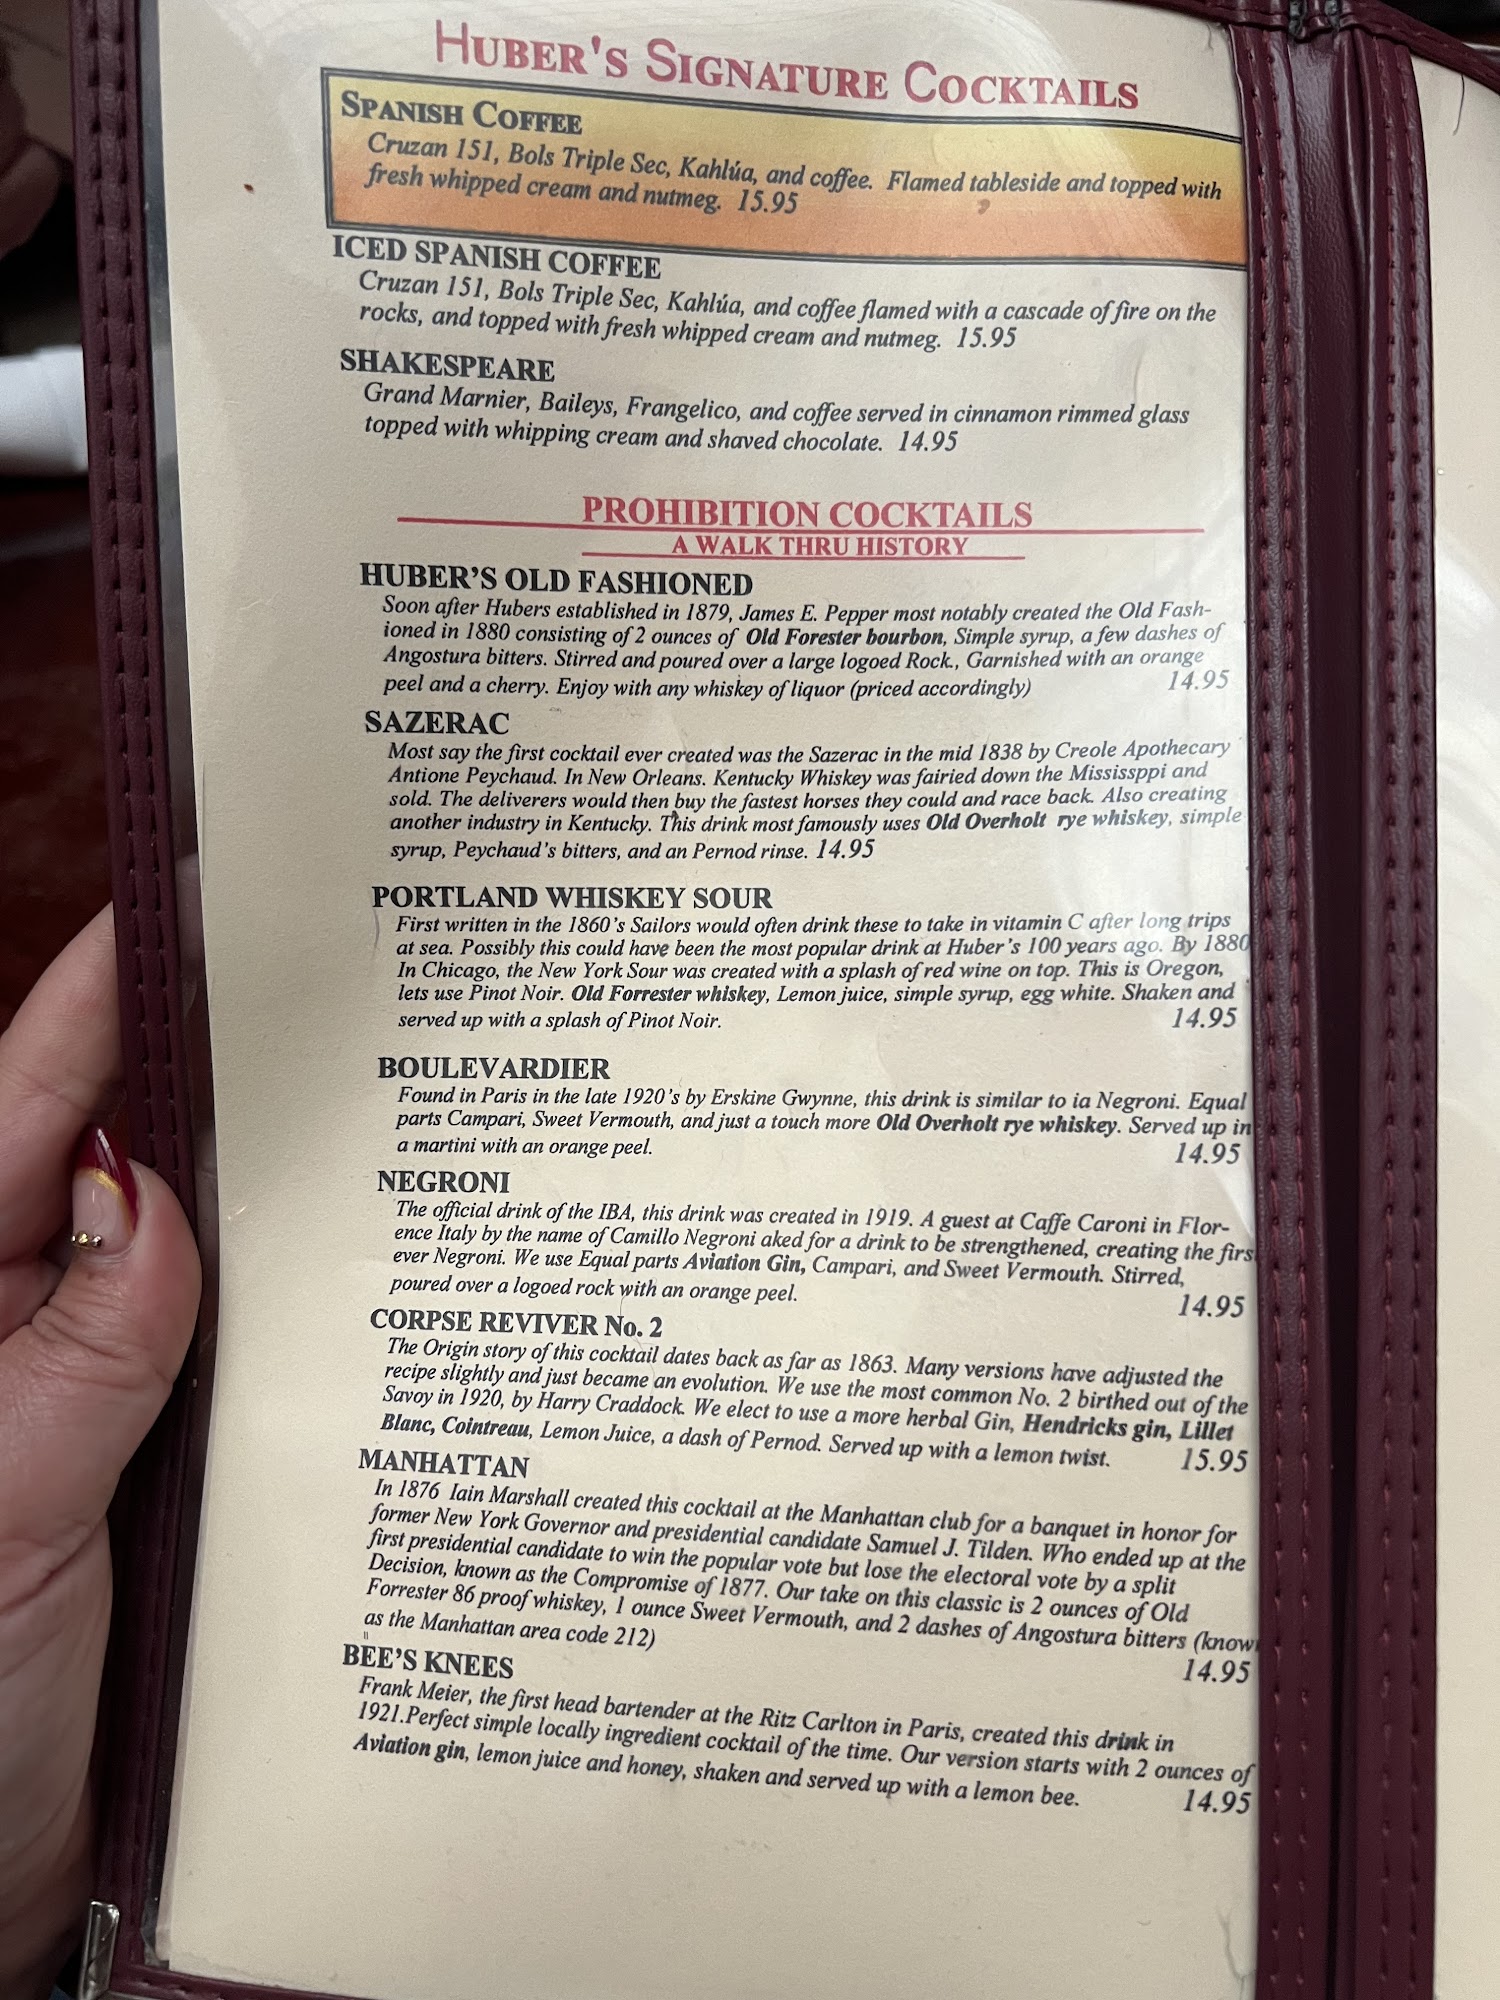 HUBER'S SIGNATURE COCKTAILS
SPANISH COFFEE
Cruzan 151, Bols Triple Sec, Kahlúa, and coffee. Flamed tableside and topped with
fresh whipped cream and nutmeg. 15.95
ICED SPANISH COFFEE
Cruzan 151, Bols Triple Sec, Kahlúa, and coffee flamed with a cascade of fire on the
rocks, and topped with fresh whipped cream and nutmeg. 15.95
SHAKESPEARE
Grand Marnier, Baileys, Frangelico, and coffee served in cinnamon rimmed glass
topped with whipping cream and shaved chocolate. 14.95
PROHIBITION COCKTAILS
A WALK THRU HISTORY
HUBER'S OLD FASHIONED
Soon after Hubers established in 1879, James E. Pepper most notably created the Old Fash-
ioned in 1880 consisting of 2 ounces of Old Forester bourbon, Simple syrup, a few dashes of
Angostura bitters. Stirred and poured over a large logoed Rock., Garnished with an orange
peel and a cherry. Enjoy with any whiskey of liquor (priced accordingly) 14.95
SAZERAC
Most say the first cocktail ever created was the Sazerac in the mid 1838 by Creole Apothecary
Antione Peychaud. In New Orleans. Kentucky Whiskey was fairied down the Mississppi and
sold. The deliverers would then buy the fastest horses they could and race back. Also creating
another industry in Kentucky. This drink most famously uses Old Overholt rye whiskey, simple
syrup, Peychaud's bitters, and an Pernod rinse. 14.95
PORTLAND WHISKEY SOUR
First written in the 1860's Sailors would often drink these to take in vitamin C after long trips
at sea. Possibly this could have been the most popular drink at Huber's 100 years ago. By 1880
In Chicago, the New York Sour was created with a splash of red wine on top. This is Oregon,
lets use Pinot Noir. Old Forrester whiskey, Lemon juice, simple syrup, egg white. Shaken and
served up with a splash of Pinot Noir. 14.95
BOULEVARDIER
Found in Paris in the late 1920's by Erskine Gwynne, this drink is similar to ia Negroni. Equal
parts Campari, Sweet Vermouth, and just a touch more Old Overholt rye whiskey. Served up in
a martini with an orange peel. 14.95
NEGRONI
The official drink of the IBA, this drink was created in 1919. A guest at Caffe Caroni in Flor-
ence Italy by the name of Camillo Negroni aked for a drink to be strengthened, creating the firs
ever Negroni. We use Equal parts Aviation Gin, Campari, and Sweet Vermouth. Stirred,
poured over a logoed rock with an orange peel. 14.95
CORPSE REVIVER No. 2
The Origin story of this cocktail dates back as far as 1863. Many versions have adjusted the
recipe slightly and just became an evolution. We use the most common No. 2 birthed out of the
Savoy in 1920, by Harry Craddock. We elect to use a more herbal Gin, Hendricks gin, Lillet
Blanc, Cointreau, Lemon Juice, a dash of Pernod. Served up with a lemon twist. 15.95
MANHATTAN
In 1876 Iain Marshall created this cocktail at the Manhattan club for a banquet in honor for
former New York Governor and presidential candidate Samuel J. Tilden. Who ended up at the
first presidential candidate to win the popular vote but lose the electoral vote by a split
Decision, known as the Compromise of 1877. Our take on this classic is 2 ounces of Old
Forrester 86 proof whiskey, 1 ounce Sweet Vermouth, and 2 dashes of Angostura bitters (know
as the Manhattan area code 212) 14.95
BEE'S KNEES
Frank Meier, the first head bartender at the Ritz Carlton in Paris, created this drink in
1921.Perfect simple locally ingredient cocktail of the time. Our version starts with 2 ounces of
Aviation gin, lemon juice and honey, shaken and served up with a lemon bee. 14.95